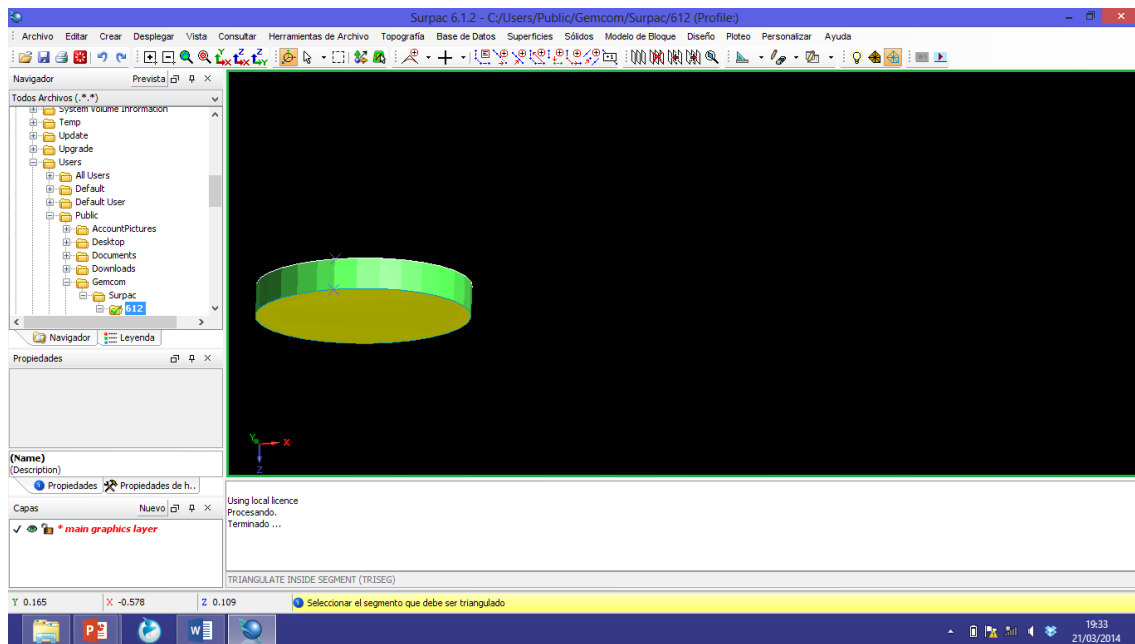 Surpac 6.1.2 - C:/Users/Public/Gemcom/Surpac/612 (Profile:)
Archivo Editar Crear Desplegar Vista Consultar Herramientas de Archivo Topografía Base de Datos Superficies Sólidos Modelo de Bloque Diseño Ploteo Personalizar Ayuda
Navegador Prevista
Todos Archivos (.*.*)
System Volume Information
Temp
Update
Upgrade
Users
All Users
Default
Default User
Public
AccountPictures
Desktop
Documents
Downloads
Gemcom
Surpac
612
Navigador Leyenda
Propiedades
(Name)
(Description)
Propiedades Propiedades de h..
Capas Nuevo
* main graphics layer
Y X Z
Using local licence
Procesando.
Terminado ...
TRIANGULATE INSIDE SEGMENT (TRISEG)
Y 0.165 X -0.578 Z 0.109 Seleccionar el segmento que debe ser triangulado
19:33
21/03/2014